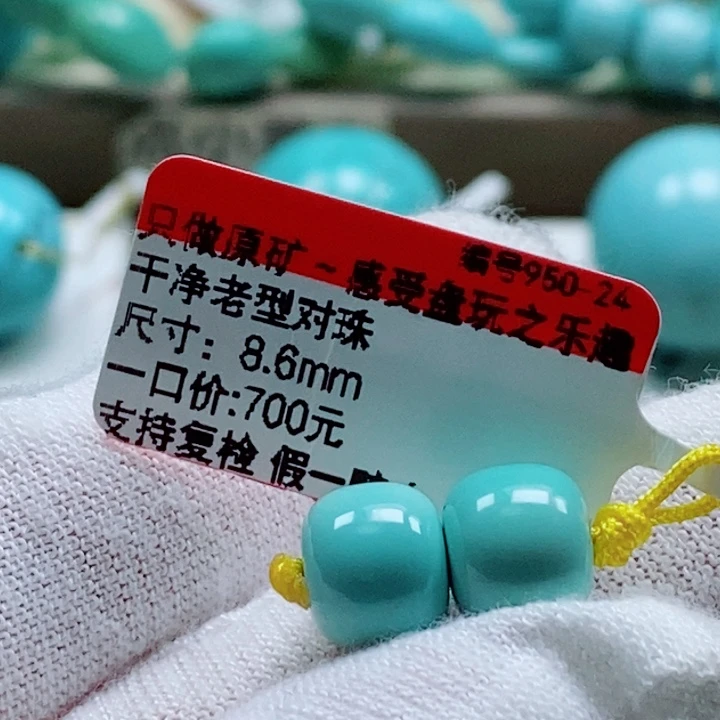 编号950-24
只做原矿~感受盘玩之乐趣
干净老型对珠
尺寸：8.6mm
一口价:700元
支持复检 假一